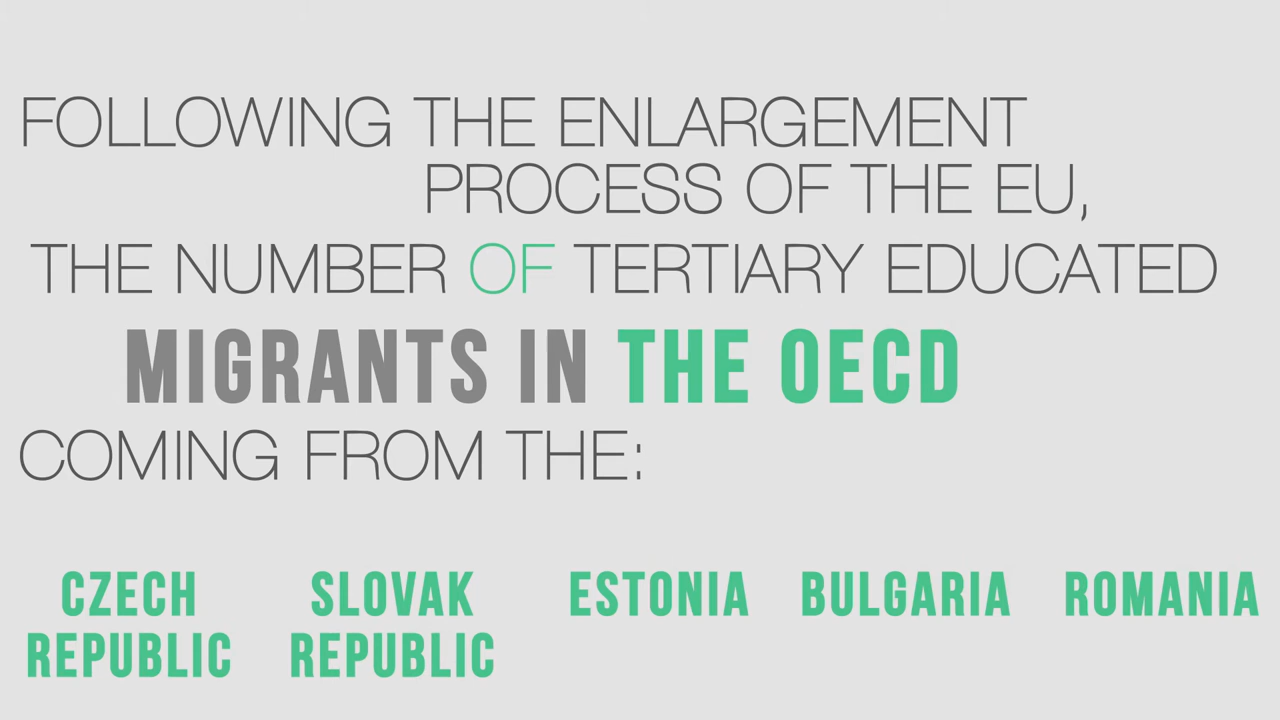 FOLLOWING THE ENLARGEMENT
PROCESS OF THE EU,
THE NUMBER OF TERTIARY EDUCATED
MIGRANTS IN THE OECD
COMING FROM THE:
CZECH REPUBLIC
SLOVAK REPUBLIC
ESTONIA
BULGARIA
ROMANIA